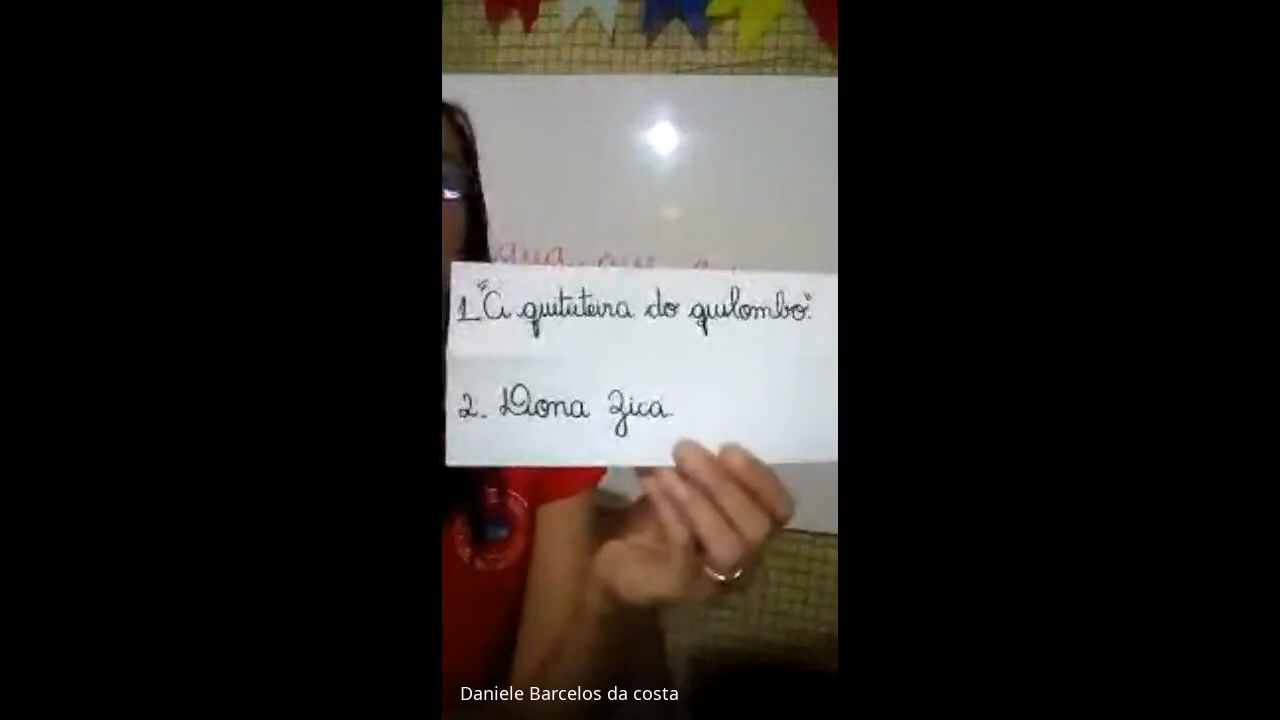 1. "A quituteira do quilombo".
2. Dona Zica
Daniele Barcelos da costa